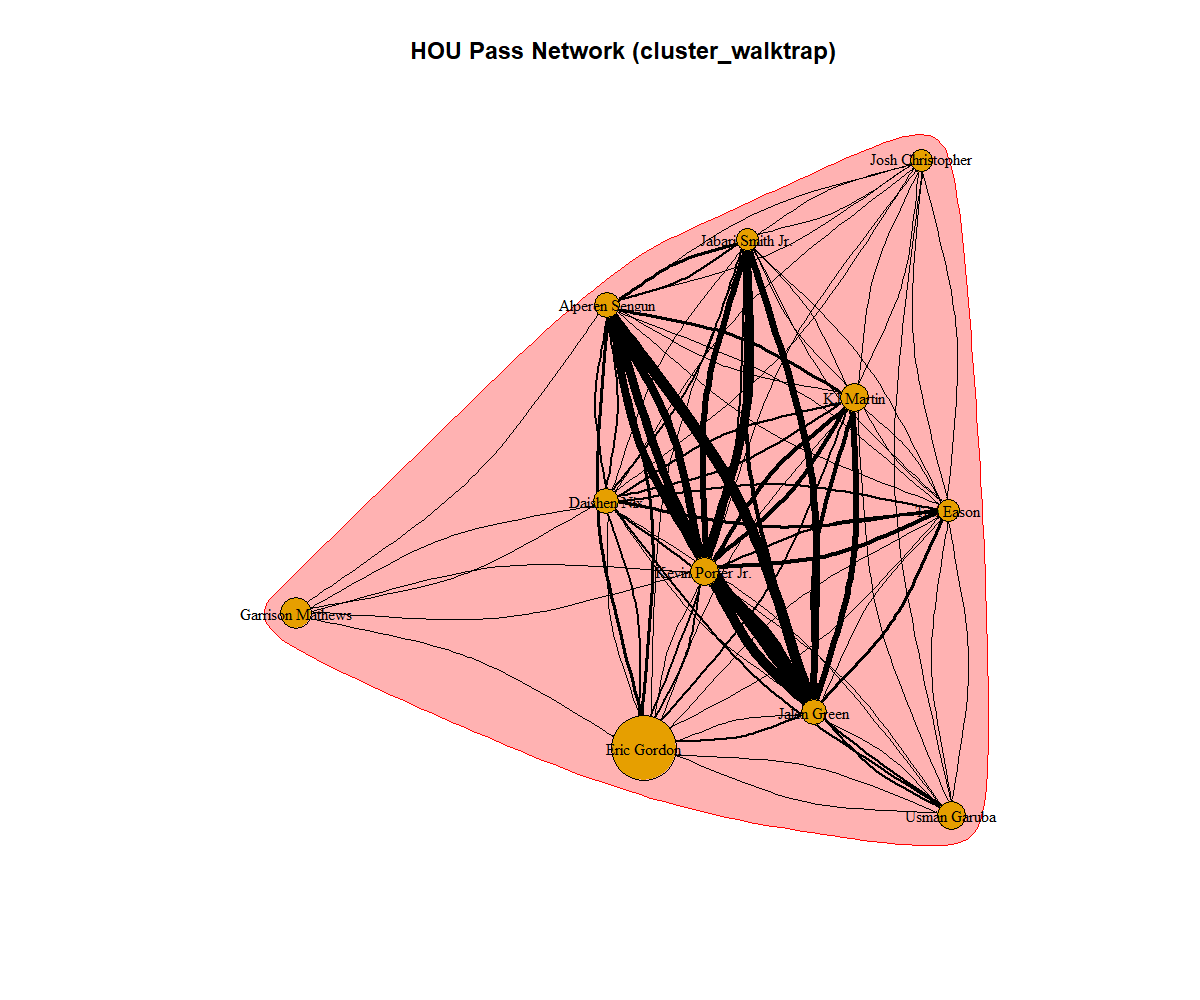 HOU Pass Network (cluster_walktrap)
Josh Christopher
Jabari Smith Jr.
Alperen Sengun
KJ Martin
Daishen Nix
Eason
Kevin Porter Jr.
Garrison Mathews
Jalen Green
Eric Gordon
Usman Garuba